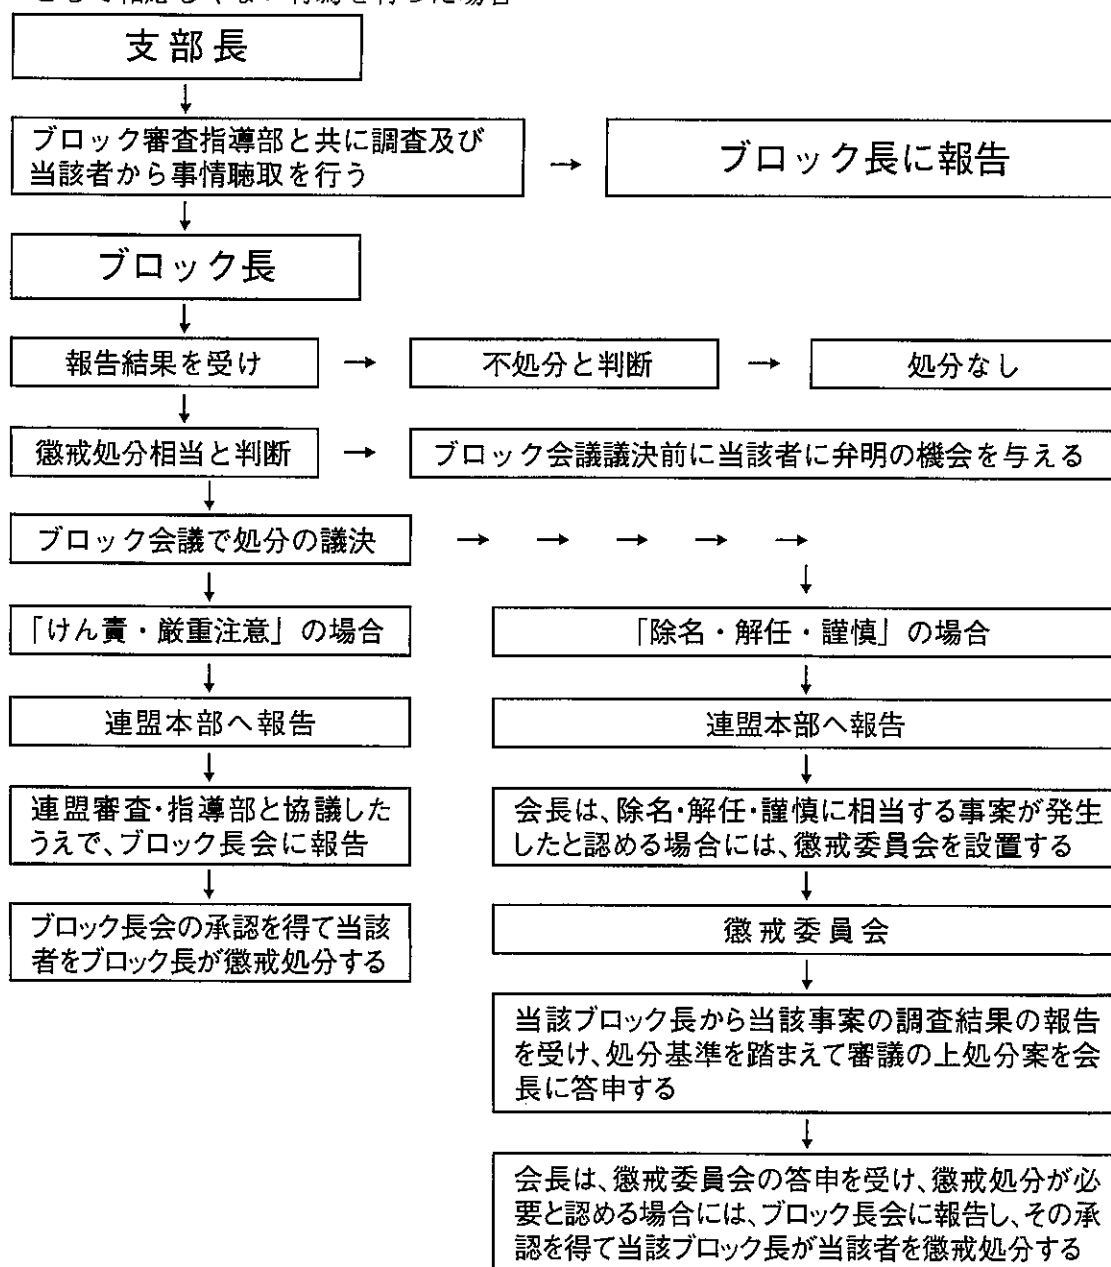 支部長
↓
ブロック審査指導部と共に調査及び
当該者から事情聴取を行う
→
ブロック長に報告
↓
ブロック長
↓
報告結果を受け
→
不処分と判断
→
処分なし
↓
懲戒処分相当と判断
→
ブロック会議議決前に当該者に弁明の機会を与える
↓
ブロック会議で処分の議決
→ → → → →
↓
「けん責・厳重注意」の場合
↓
連盟本部へ報告
↓
連盟審査・指導部と協議した
うえで、ブロック長会に報告
↓
ブロック長会の承認を得て当該
者をブロック長が懲戒処分する
↓
「除名・解任・謹慎」の場合
↓
連盟本部へ報告
↓
会長は、除名・解任・謹慎に相当する事案が発生
したと認める場合には、懲戒委員会を設置する
↓
懲戒委員会
↓
当該ブロック長から当該事案の調査結果の報告
を受け、処分基準を踏まえて審議の上処分案を会
長に答申する
↓
会長は、懲戒委員会の答申を受け、懲戒処分が必
要と認める場合には、ブロック長会に報告し、その承
認を得て当該ブロック長が当該者を懲戒処分する